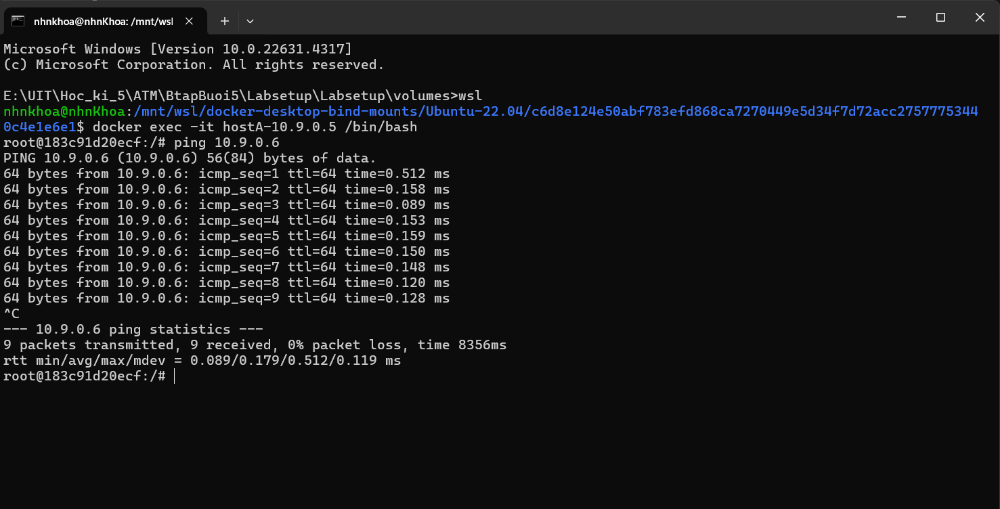 nhnkhoa@nhnKhoa: /mnt/wsl
Microsoft Windows [Version 10.0.22631.4317]
(c) Microsoft Corporation. All rights reserved.
E:\UIT\Hoc_ki_5\ATM\BtapBuoi5\Labsetup\Labsetup\volumes>wsl
nhnkhoa@nhnKhoa:/mnt/wsl/docker-desktop-bind-mounts/Ubuntu-22.04/c6d8e124e50abf783efd868ca7270449e5d34f7d72acc2757775344
0c4e1e6e1$ docker exec -it hostA-10.9.0.5 /bin/bash
root@183c91d20ecf:/# ping 10.9.0.6
PING 10.9.0.6 (10.9.0.6) 56(84) bytes of data.
64 bytes from 10.9.0.6: icmp_seq=1 ttl=64 time=0.512 ms
64 bytes from 10.9.0.6: icmp_seq=2 ttl=64 time=0.158 ms
64 bytes from 10.9.0.6: icmp_seq=3 ttl=64 time=0.089 ms
64 bytes from 10.9.0.6: icmp_seq=4 ttl=64 time=0.153 ms
64 bytes from 10.9.0.6: icmp_seq=5 ttl=64 time=0.159 ms
64 bytes from 10.9.0.6: icmp_seq=6 ttl=64 time=0.150 ms
64 bytes from 10.9.0.6: icmp_seq=7 ttl=64 time=0.148 ms
64 bytes from 10.9.0.6: icmp_seq=8 ttl=64 time=0.120 ms
64 bytes from 10.9.0.6: icmp_seq=9 ttl=64 time=0.128 ms
^C
--- 10.9.0.6 ping statistics ---
9 packets transmitted, 9 received, 0% packet loss, time 8356ms
rtt min/avg/max/mdev = 0.089/0.179/0.512/0.119 ms
root@183c91d20ecf:/#